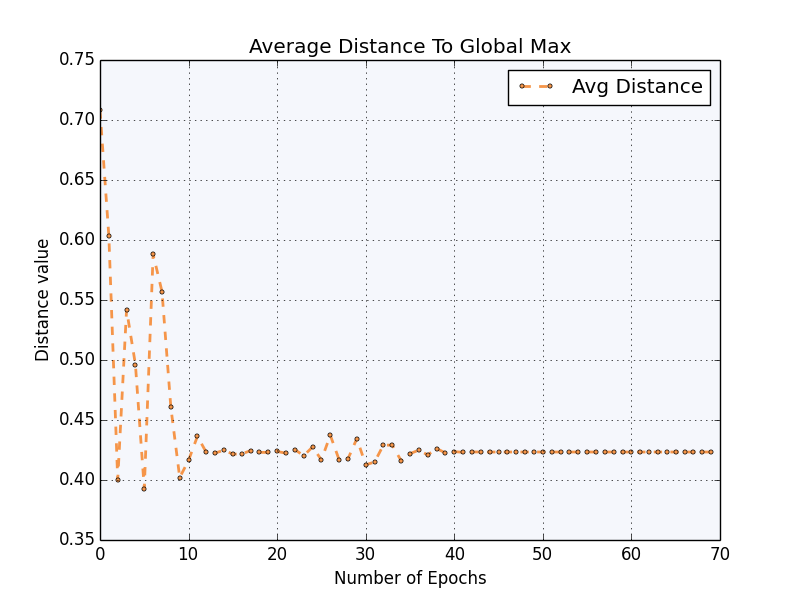 Average Distance To Global Max
Avg Distance
Distance value
0.75
0.70
0.65
0.60
0.55
0.50
0.45
0.40
0.35
0 10 20 30 40 50 60 70
Number of Epochs